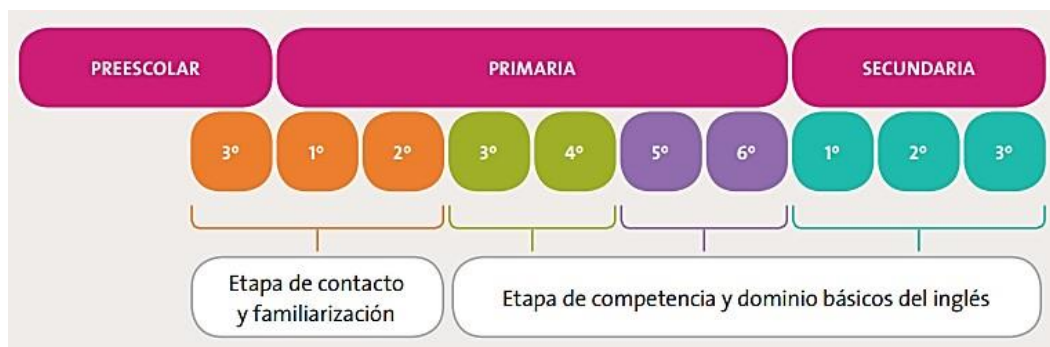 PREESCOLAR PRIMARIA SECUNDARIA
3º 1º 2º 3º 4º 5º 6º 1º 2º 3º
Etapa de contacto
y familiarización
Etapa de competencia y dominio básicos del inglés